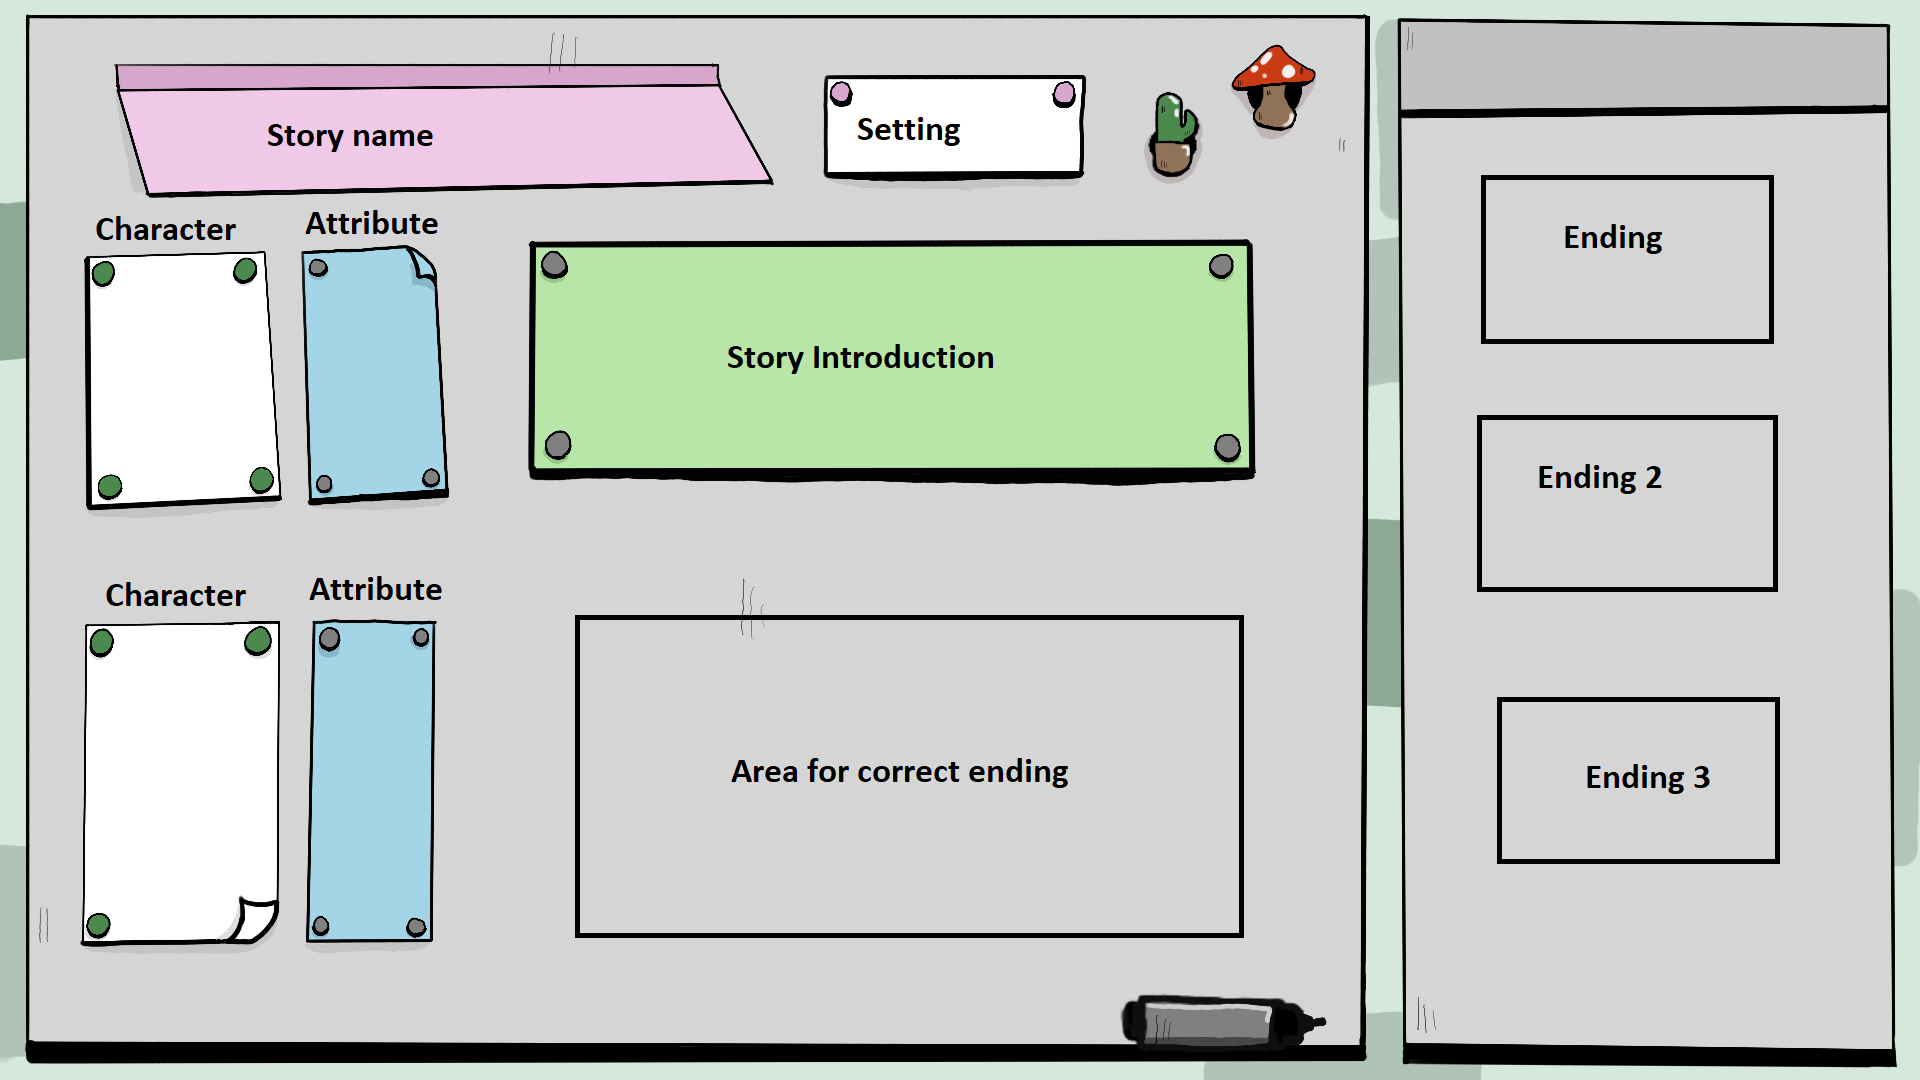 Story name
Setting
Character
Attribute
Story Introduction
Character
Attribute
Area for correct ending
Ending
Ending 2
Ending 3